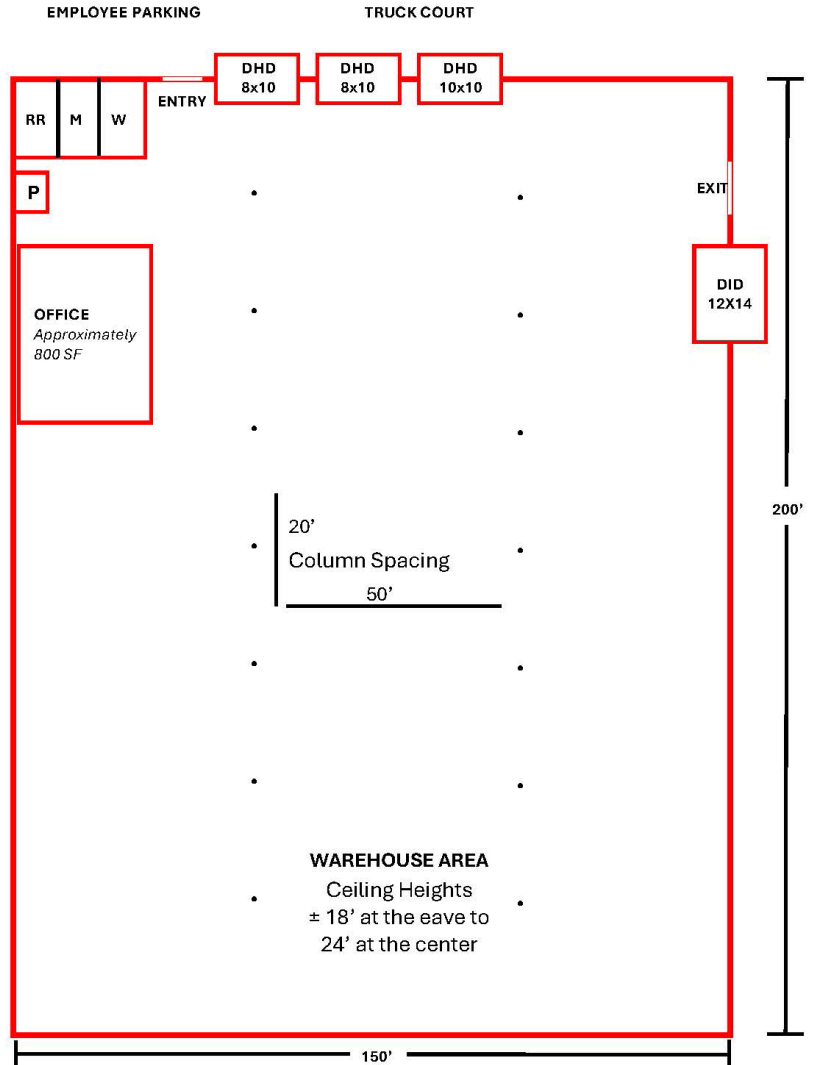 EMPLOYEE PARKING
TRUCK COURT
DHD
8x10
DHD
8x10
DHD
10x10
ENTRY
RR
M
W
P
EXIT
DID
12X14
OFFICE
Approximately
800 SF
20’
Column Spacing
50’
200’
WAREHOUSE AREA
Ceiling Heights
± 18’ at the eave to
24’ at the center
150’